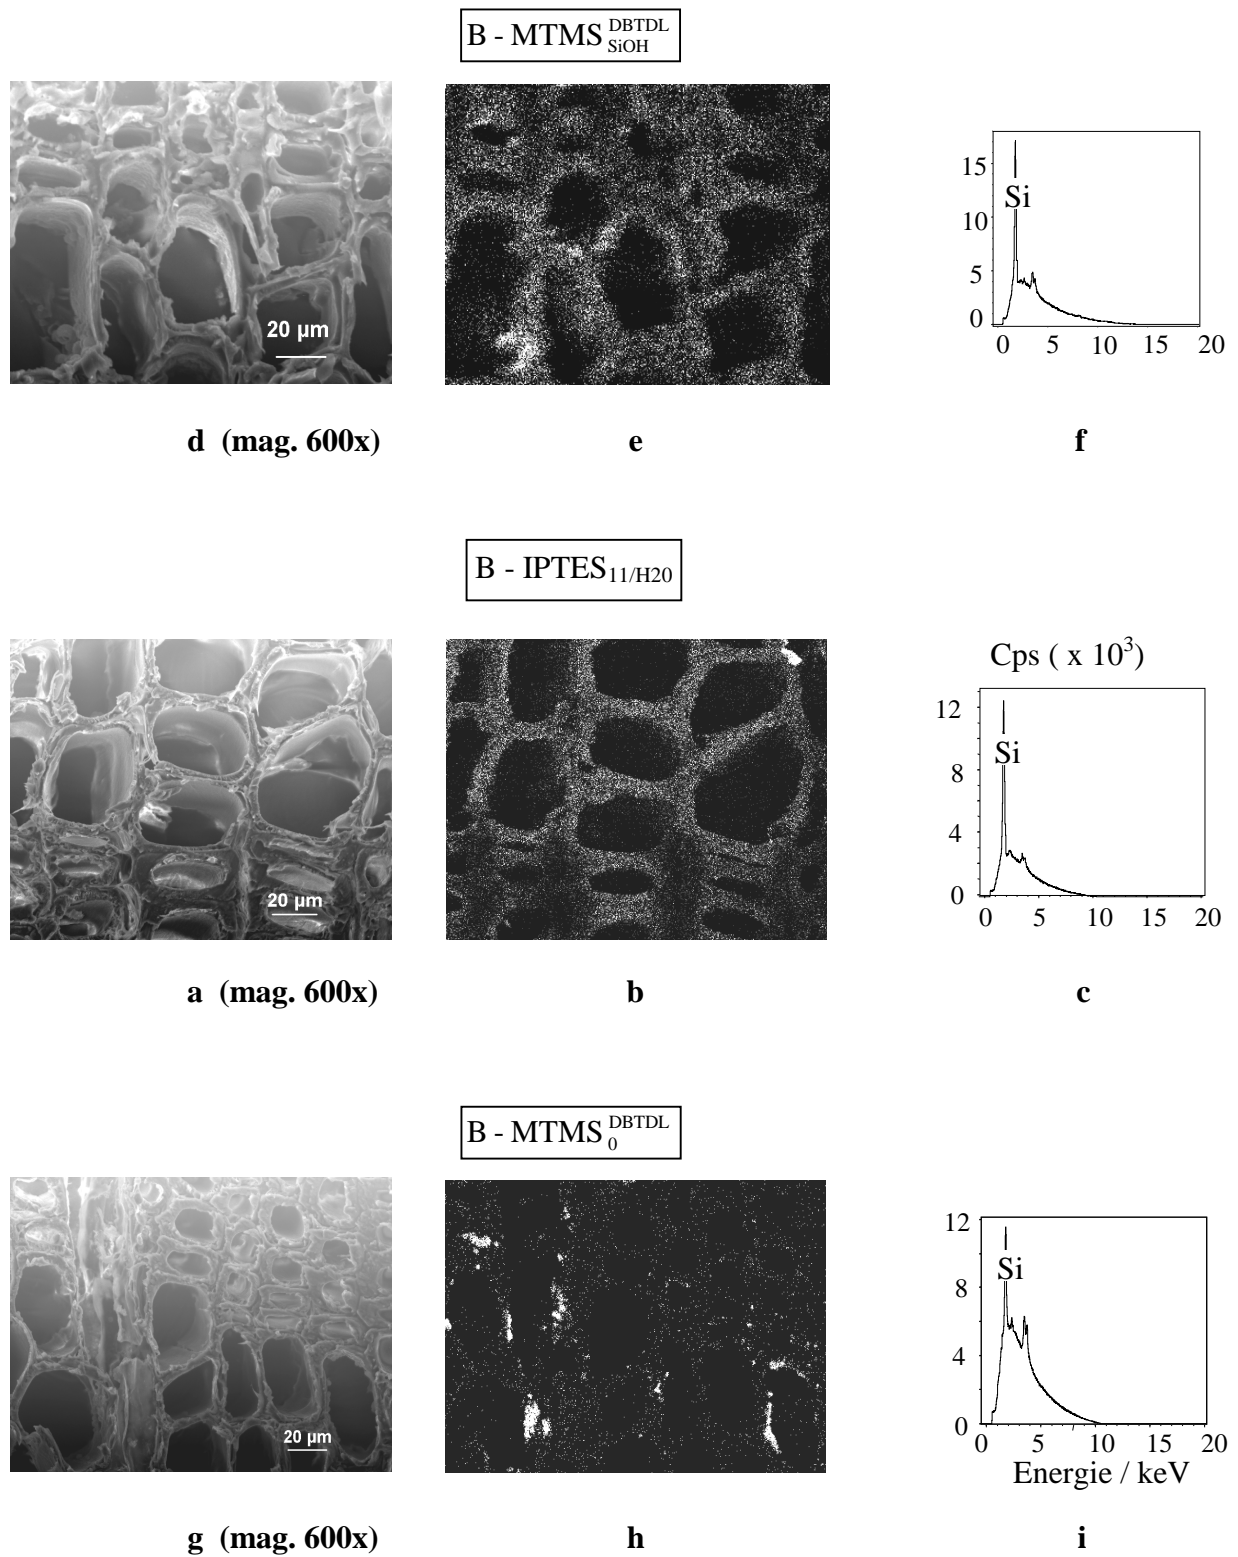 B - MTMS DBTDL SiOH
20 µm
Si
15
10
5
0
0 5 10 15 20
d (mag. 600x) e f
B - IPTES11/H20
20 µm
Cps ( x 10³)
Si
12
8
4
0
0 5 10 15 20
a (mag. 600x) b c
B - MTMS DBTDL 0
20 µm
Si
12
8
4
0
0 5 10 15 20
Energie / keV
g (mag. 600x) h i